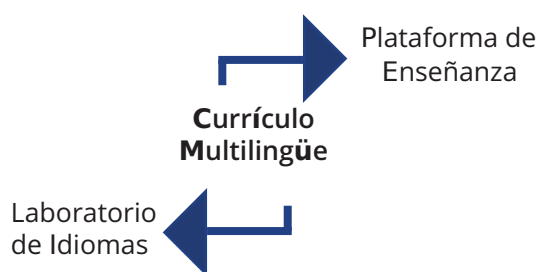 Plataforma de
Enseñanza
Currículo
Multilingüe
Laboratorio
de Idiomas